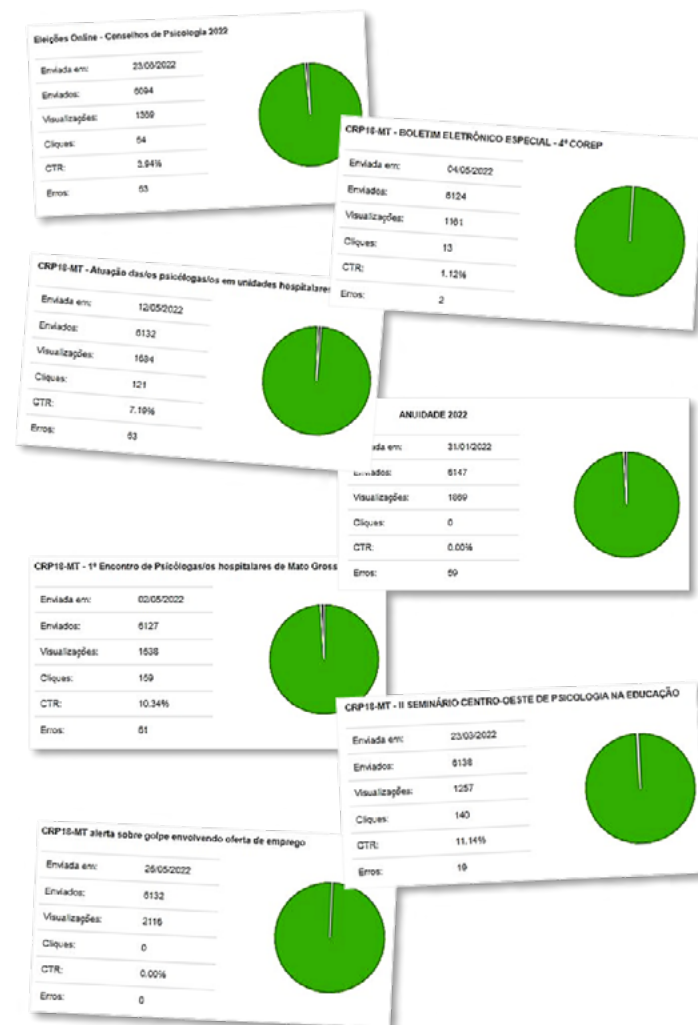 Eleições Online - Conselhos de Psicologia 2022
Enviada em: 23/08/2022
Enviados: 6094
Visualizações: 1369
Cliques: 54
CTR: 3.94%
Erros: 63
CRP18-MT - BOLETIM ELETRÔNICO ESPECIAL - 4º COREP
Enviada em: 04/05/2022
Enviados: 6124
Visualizações: 1161
Cliques: 13
CTR: 1.12%
Erros: 2
CRP18-MT - Atuação das/os psicólogas/os em unidades hospitalares
Enviada em: 12/05/2022
Enviados: 6132
Visualizações: 1684
Cliques: 121
CTR: 7.19%
Erros: 63
ANUIDADE 2022
em: 31/01/2022
Enviados: 6147
Visualizações: 1869
Cliques: 0
CTR: 0.00%
Erros: 69
CRP18-MT - 1º Encontro de Psicólogas/os hospitalares de Mato Gross
Enviada em: 02/05/2022
Enviados: 6127
Visualizações: 1538
Cliques: 159
CTR: 10.34%
Erros: 61
CRP18-MT - II SEMINÁRIO CENTRO-OESTE DE PSICOLOGIA NA EDUCAÇÃO
Enviada em: 23/03/2022
Enviados: 6138
Visualizações: 1257
Cliques: 140
CTR: 11.14%
Erros: 19
CRP18-MT alerta sobre golpe envolvendo oferta de emprego
Enviada em: 26/05/2022
Enviados: 6132
Visualizações: 2116
Cliques: 0
CTR: 0.00%
Erros: 0